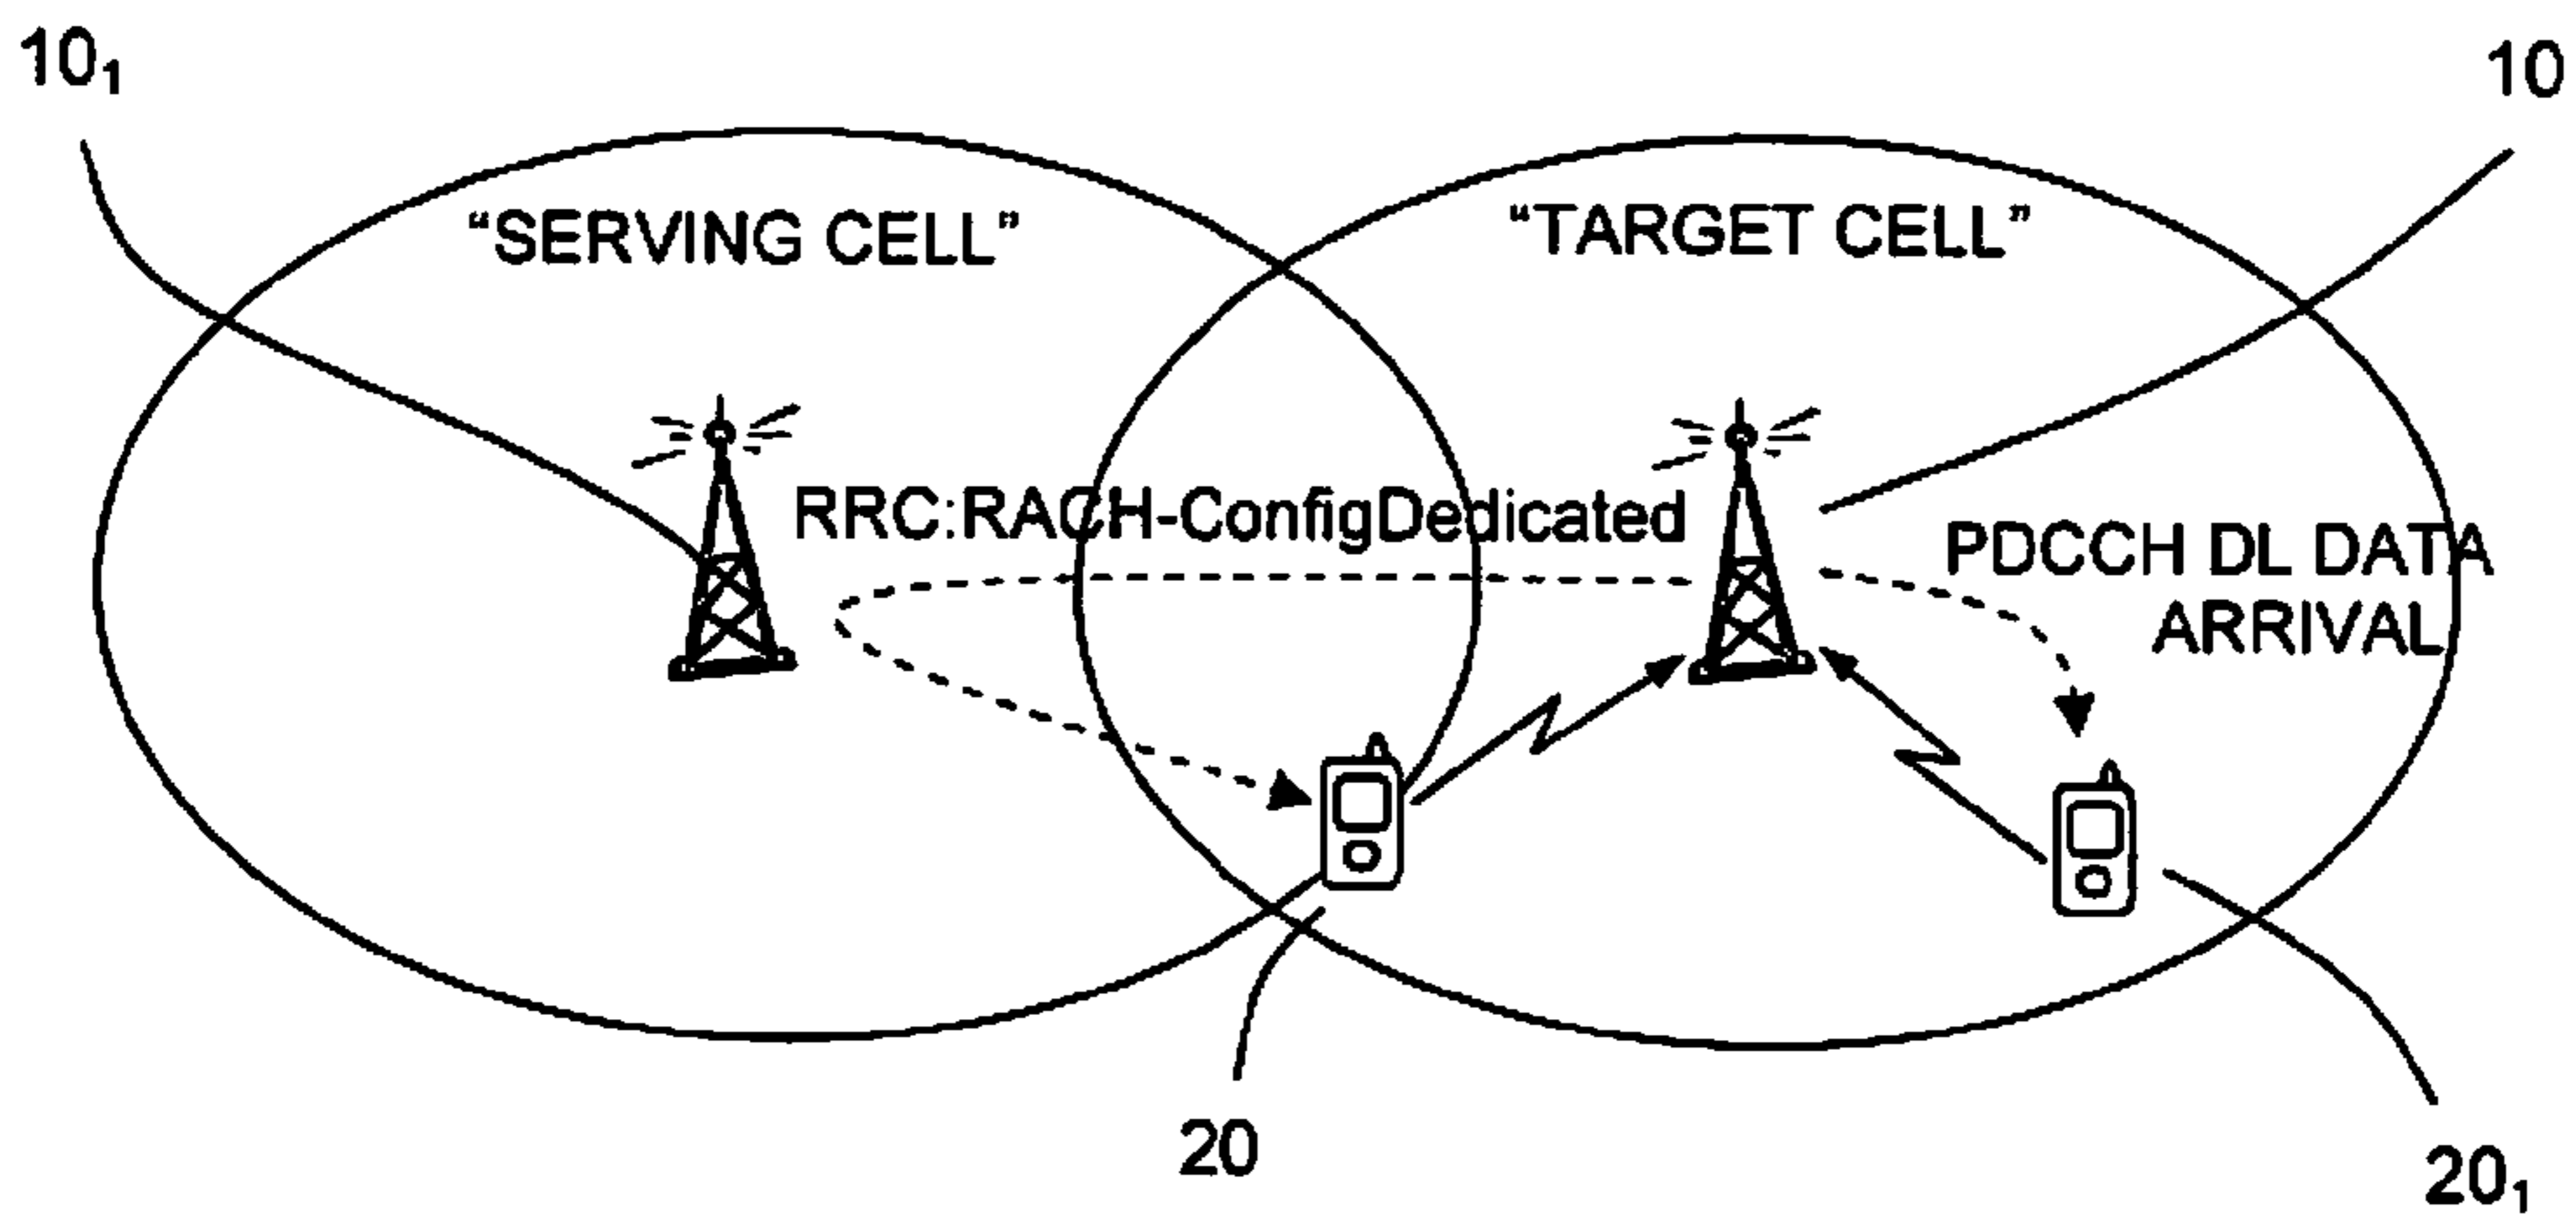 10₁
10
“SERVING CELL”
“TARGET CELL”
RRC:RACH-ConfigDedicated
PDCCH DL DATA
ARRIVAL
20
20₁